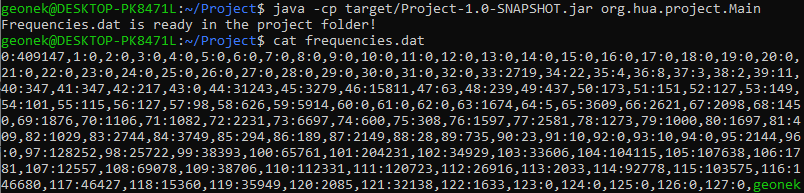 geonek@DESKTOP-PK8471L:~/Project$ java -cp target/Project-1.0-SNAPSHOT.jar org.hua.project.Main
Frequencies.dat is ready in the project folder!
geonek@DESKTOP-PK8471L:~/Project$ cat frequencies.dat
0:409147,1:0,2:0,3:0,4:0,5:0,6:0,7:0,8:0,9:0,10:0,11:0,12:0,13:0,14:0,15:0,16:0,17:0,18:0,19:0,20:0,
21:0,22:0,23:0,24:0,25:0,26:0,27:0,28:0,29:0,30:0,31:0,32:0,33:2719,34:22,35:4,36:8,37:3,38:2,39:11,
40:347,41:347,42:217,43:0,44:31243,45:3279,46:15811,47:63,48:239,49:437,50:173,51:151,52:127,53:149,
54:101,55:115,56:127,57:98,58:626,59:5914,60:0,61:0,62:0,63:1674,64:5,65:3609,66:2621,67:2098,68:145
0,69:1876,70:1106,71:1082,72:2231,73:6697,74:600,75:308,76:1597,77:2581,78:1273,79:1000,80:1697,81:4
09,82:1029,83:2744,84:3749,85:294,86:189,87:2149,88:28,89:735,90:23,91:10,92:0,93:10,94:0,95:2144,96
:0,97:128252,98:25722,99:38393,100:65761,101:204231,102:34929,103:33606,104:104115,105:107638,106:17
81,107:12557,108:69078,109:38706,110:112331,111:120723,112:26916,113:2033,114:92778,115:103575,116:1
46680,117:46427,118:15360,119:35949,120:2085,121:32138,122:1633,123:0,124:0,125:0,126:0,127:0,geonek